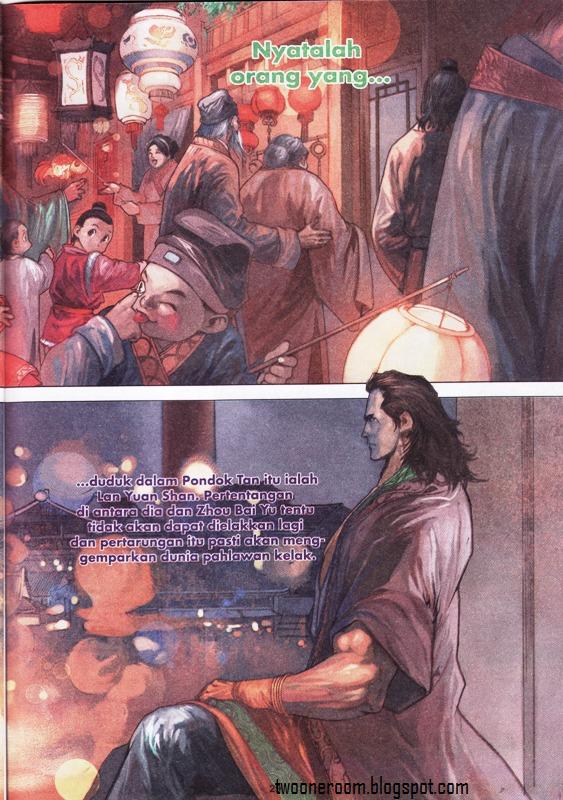 Nyatalah
orang yang...
...duduk dalam Pondok Tan itu ialah
Lan Yuan Shan. Pertentangan
di antara dia dan Zhou Bai Yu tentu
tidak akan dapat dielakkan lagi
dan pertarungan itu pasti akan meng-
gemparkan dunia pahlawan kelak.
twooneroom.blogspot.com